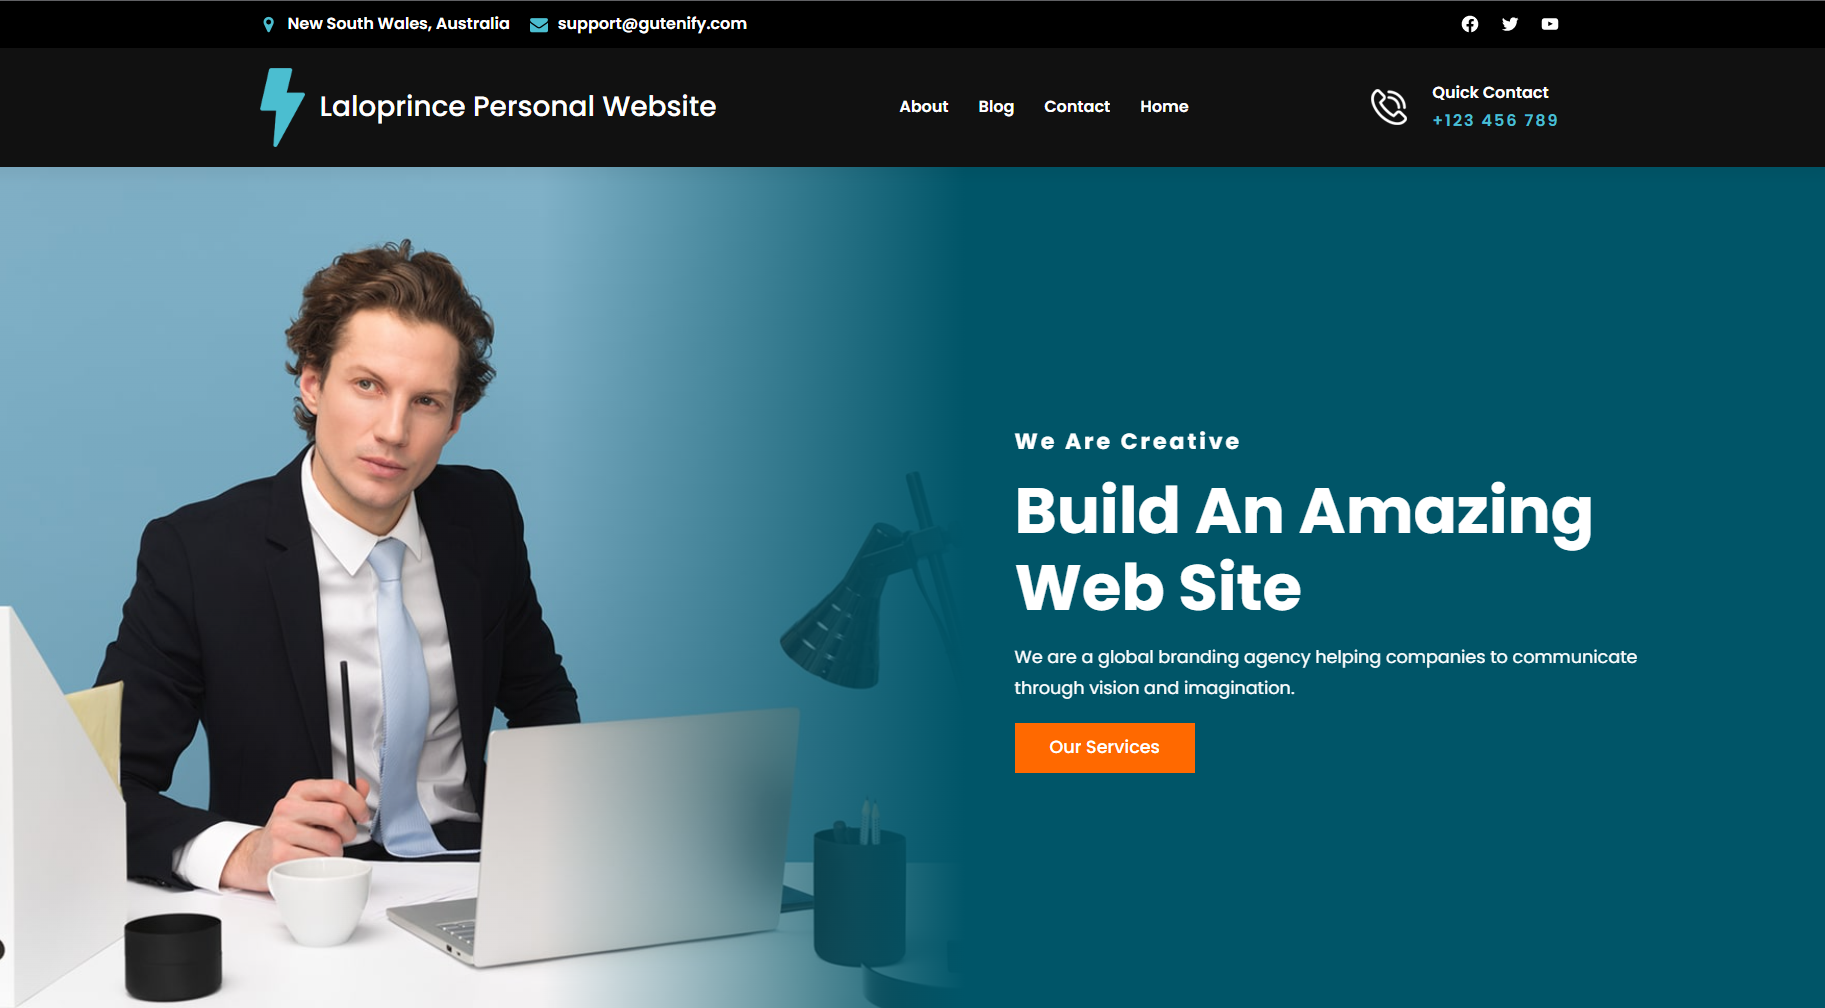 New South Wales, Australia support@gutenify.com
Laloprince Personal Website
About Blog Contact Home
Quick Contact
+123 456 789
We Are Creative
Build An Amazing
Web Site
We are a global branding agency helping companies to communicate
through vision and imagination.
Our Services